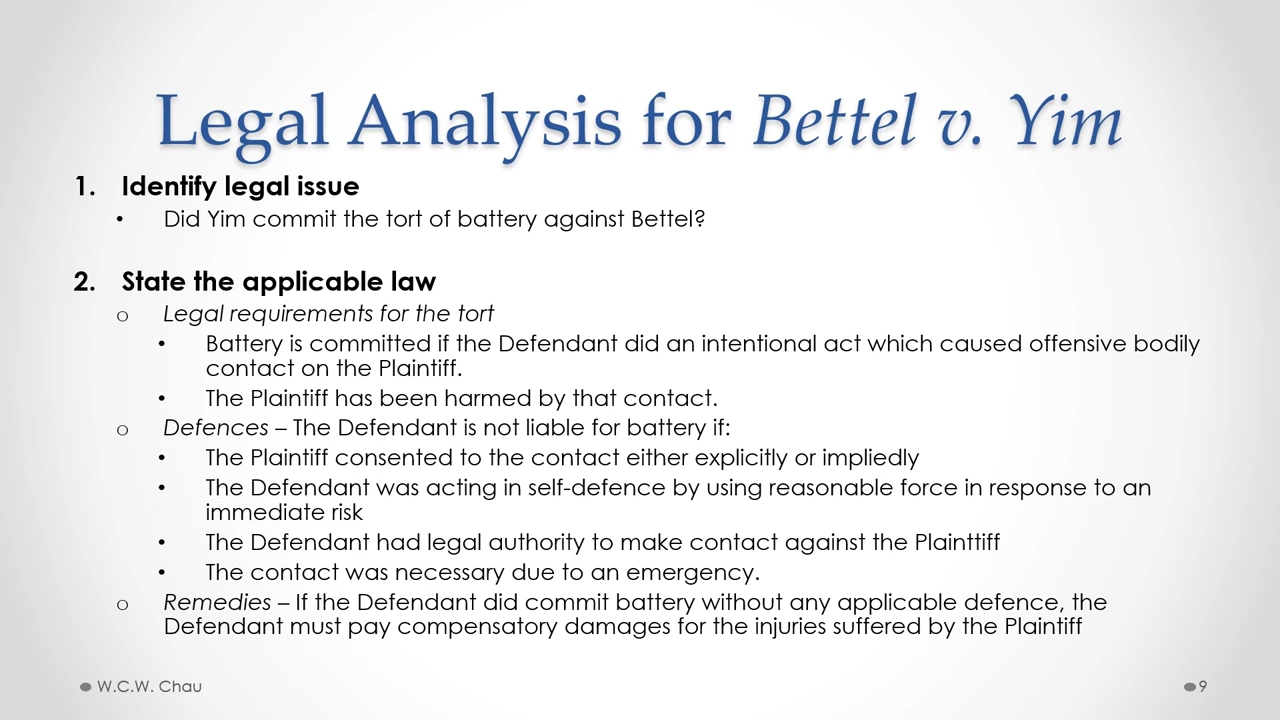 Legal Analysis for Bettel v. Yim
1. Identify legal issue
• Did Yim commit the tort of battery against Bettel?
2. State the applicable law
o Legal requirements for the tort
• Battery is committed if the Defendant did an intentional act which caused offensive bodily
contact on the Plaintiff.
• The Plaintiff has been harmed by that contact.
o Defences – The Defendant is not liable for battery if:
• The Plaintiff consented to the contact either explicitly or impliedly
• The Defendant was acting in self-defence by using reasonable force in response to an
immediate risk
• The Defendant had legal authority to make contact against the Plainttiff
• The contact was necessary due to an emergency.
o Remedies – If the Defendant did commit battery without any applicable defence, the
Defendant must pay compensatory damages for the injuries suffered by the Plaintiff
W.C.W. Chau
9